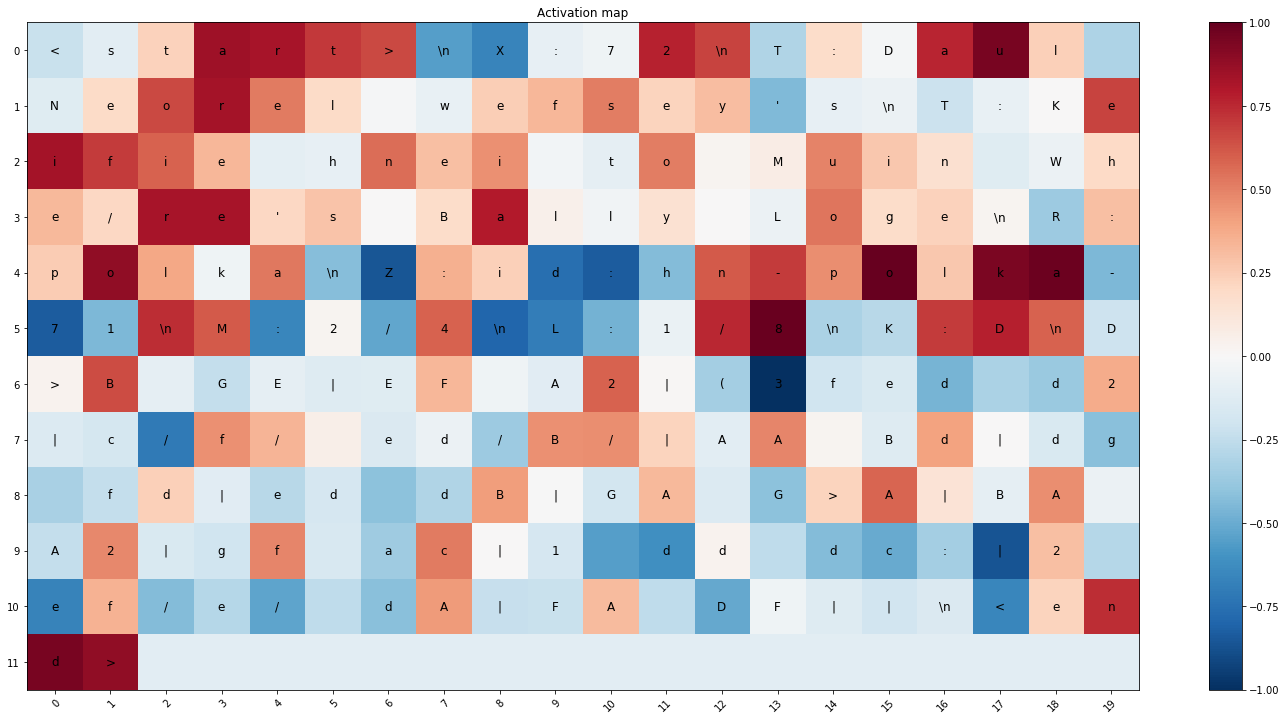 Activation map
0 < s t a r t > \n X : 7 2 \n T : D a u l
1 N e o r e l w e f s e y ' s \n T : K e
2 i f i e h n e i t o M u i n W h
3 e / r e ' s B a l l y L o g e \n R :
4 p o l k a \n Z : i d : h n - p o l k a -
5 7 1 \n M : 2 / 4 \n L : 1 / 8 \n K : D \n D
6 > B G E | E F A 2 | ( 3 f e d d 2
7 | c / f / e d / B / | A A B d | d g
8 f d | e d d B | G A G > A | B A
9 A 2 | g f a c | 1 d d d c : | 2
10 e f / e / d A | F A D F | | \n < e n
11 d >
0 1 2 3 4 5 6 7 8 9 10 11 12 13 14 15 16 17 18 19
1.00
0.75
0.50
0.25
0.00
−0.25
−0.50
−0.75
−1.00